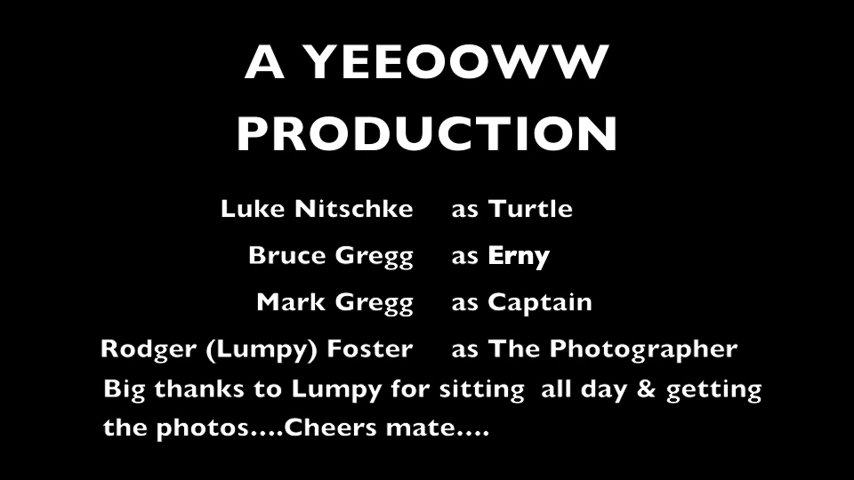 A YEEOOWW
PRODUCTION
Luke Nitschke as Turtle
Bruce Gregg as Erny
Mark Gregg as Captain
Rodger (Lumpy) Foster as The Photographer
Big thanks to Lumpy for sitting  all day & getting
the photos....Cheers mate....